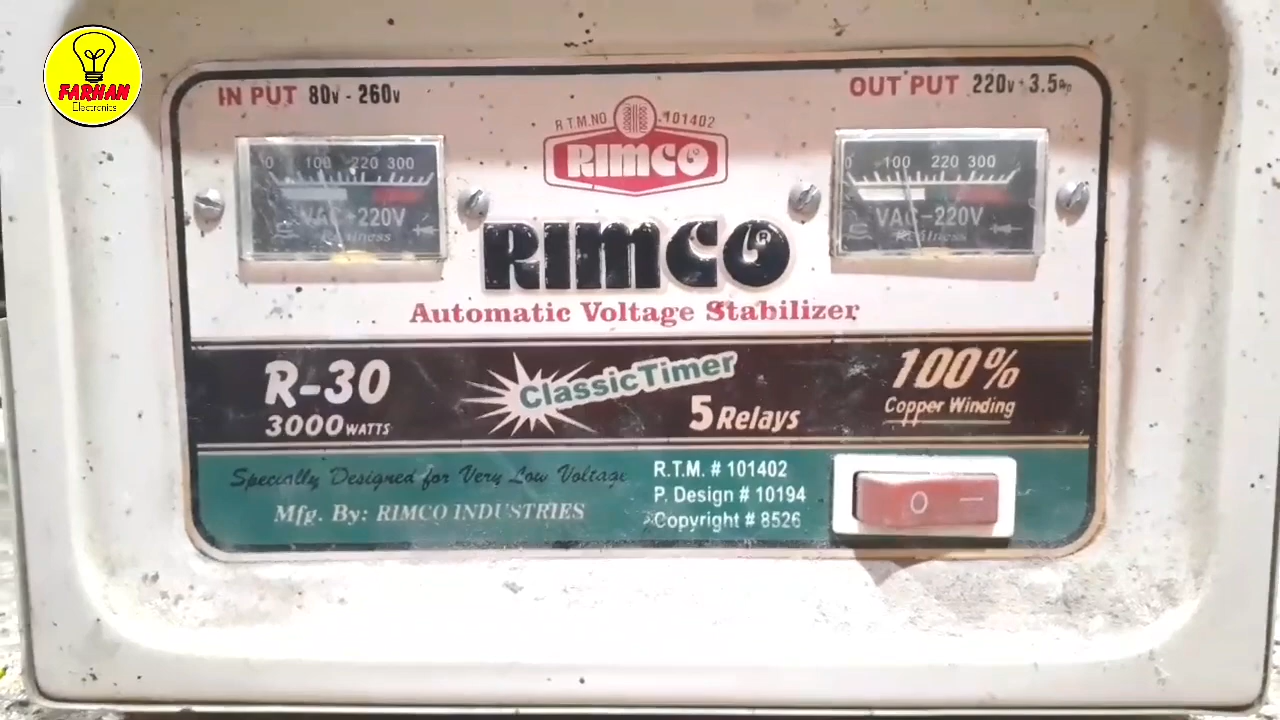 FARHAN
Electronics
IN PUT 80v - 260v
OUT PUT 220v ± 3.5%
R.T.M.NO .101402
RIMCO
0 100 220 300
VAC-220V
0 100 220 300
VAC-220V
RIMCO®
Automatic Voltage Stabilizer
R-30
3000 WATTS
Classic Timer
5 Relays
100%
Copper Winding
Specially Designed for Very Low Voltage
Mfg. By: RIMCO INDUSTRIES
R.T.M. # 101402
P. Design # 10194
Copyright # 8526
O —